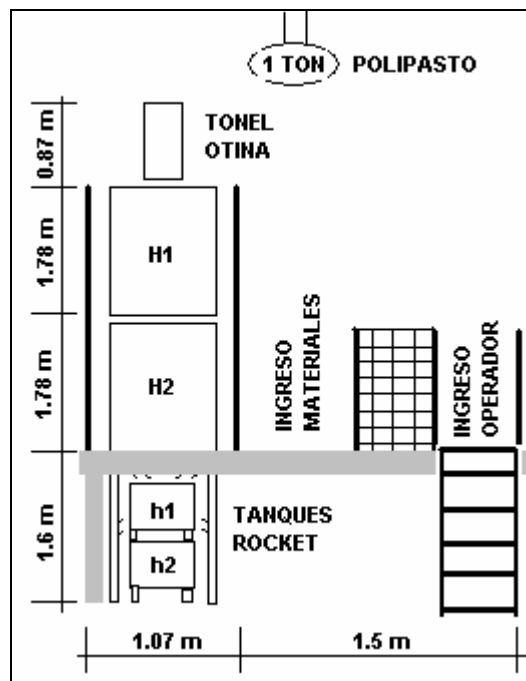 1 TON
POLIPASTO
0.87 m
TONEL
OTINA
1.78 m
H1
1.78 m
H2
INGRESO
MATERIALES
INGRESO
OPERADOR
1.6 m
h1
h2
TANQUES
ROCKET
1.07 m
1.5 m